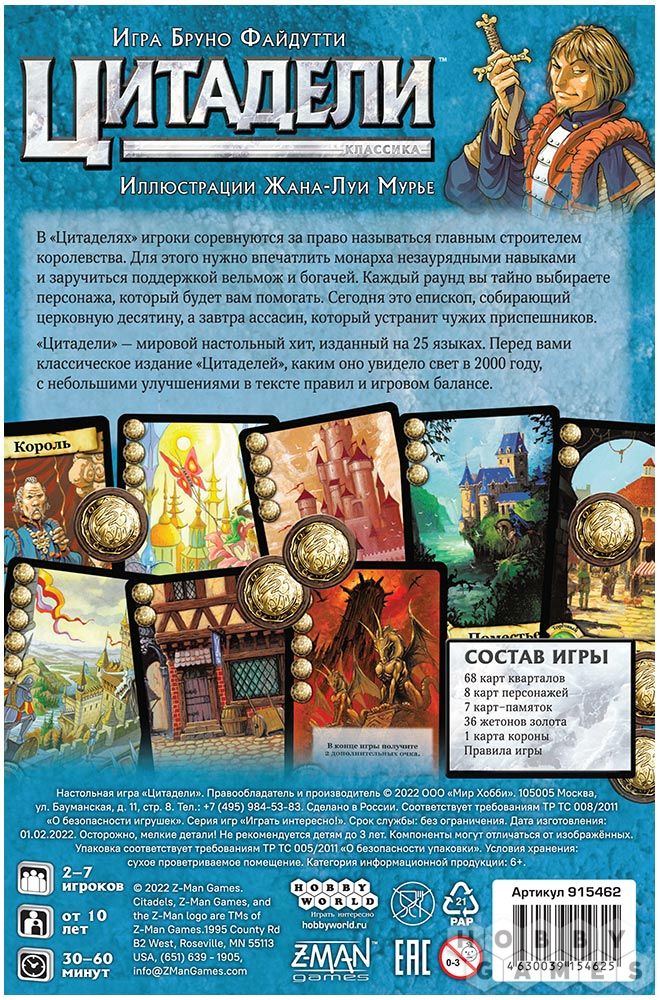 Игра Бруно Файдутти
Цитадели™
классика
Иллюстрации Жана-Луи Мурье
В «Цитаделях» игроки соревнуются за право называться главным строителем
королевства. Для этого нужно впечатлить монарха незаурядными навыками
и заручиться поддержкой вельмож и богачей. Каждый раунд вы тайно выбираете
персонажа, который будет вам помогать. Сегодня это епископ, собирающий
церковную десятину, а завтра ассасин, который устранит чужих приспешников.
«Цитадели» — мировой настольный хит, изданный на 25 языках. Перед вами
классическое издание «Цитаделей», каким оно увидело свет в 2000 году,
с небольшими улучшениями в тексте правил и игровом балансе.
Король
Поместье
В конце игры получите
2 дополнительных очка.
Состав игры
68 карт кварталов
8 карт персонажей
7 карт–памяток
36 жетонов золота
1 карта короны
Правила игры
Настольная игра «Цитадели». Правообладатель и производитель © 2022 ООО «Мир Хобби». 105005 Москва,
ул. Бауманская, д. 11, стр. 8. Тел.: +7 (495) 984-53-83. Сделано в России. Соответствует требованиям ТР ТС 008/2011
«О безопасности игрушек». Серия игр «Играть интересно!». Срок службы: без ограничения. Дата изготовления:
01.02.2022. Осторожно, мелкие детали! Не рекомендуется детям до 3 лет. Компоненты могут отличаться от изображённых.
Упаковка соответствует требованиям ТР ТС 005/2011 «О безопасности упаковки». Условия хранения:
сухое проветриваемое помещение. Категория информационной продукции: 6+.
2–7
игроков
от 10
лет
30–60
минут
© 2022 Z-Man Games.
Citadels, Z-Man Games, and
the Z-Man logo are TMs of
Z-Man Games.1995 County Rd
B2 West, Roseville, MN 55113
USA, (651) 639 - 1905,
info@ZManGames.com
HOBBY
WORLD
Играть интересно
hobbyworld.ru
Z-MAN
games
21
PAP
EAC
0-3
Артикул 915462
4 630039 154625
HOBBY
GAMES